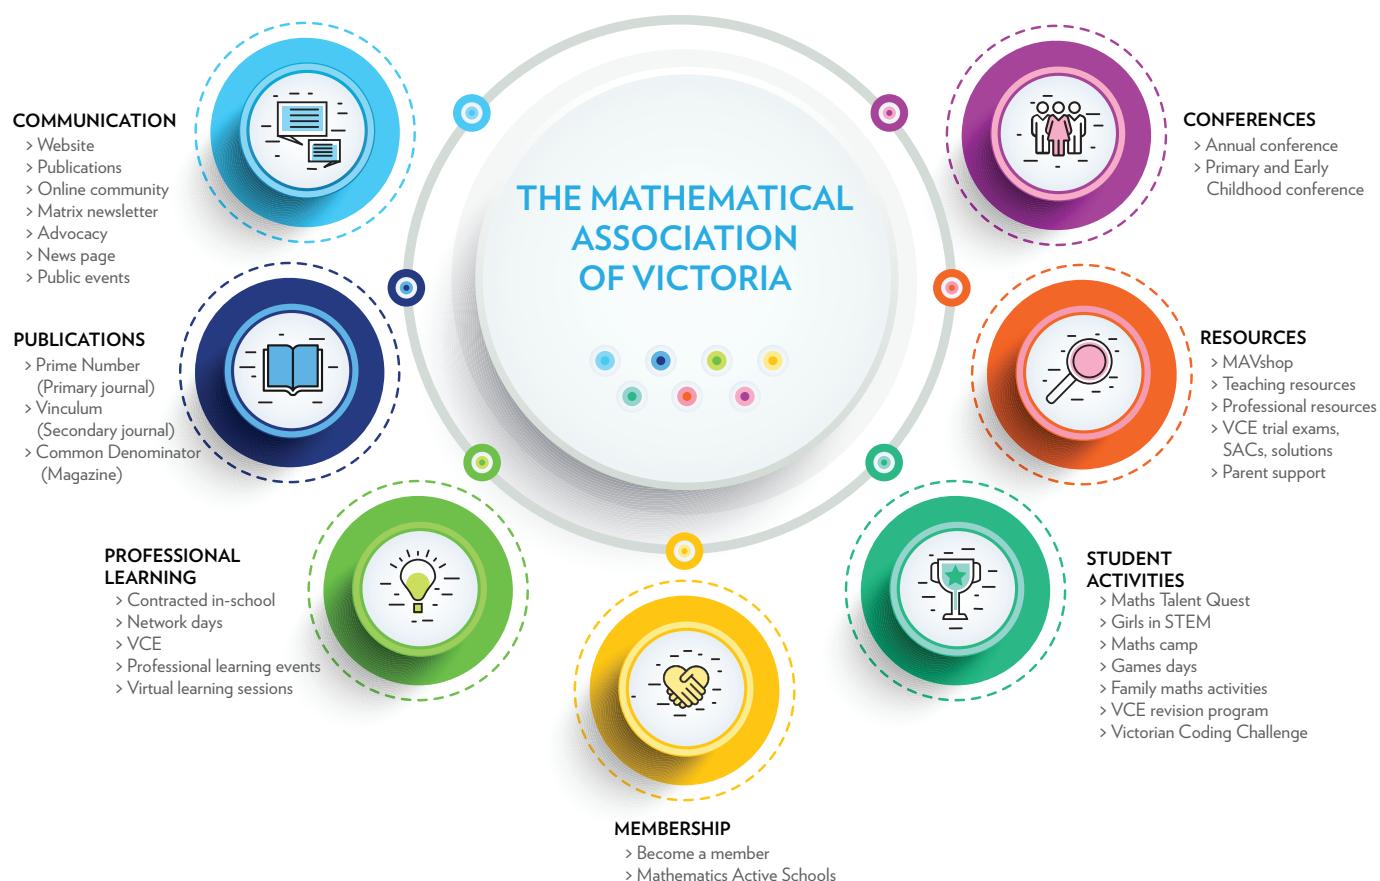 THE MATHEMATICAL
ASSOCIATION
OF VICTORIA
COMMUNICATION
> Website
> Publications
> Online community
> Matrix newsletter
> Advocacy
> News page
> Public events
PUBLICATIONS
> Prime Number
(Primary journal)
> Vinculum
(Secondary journal)
> Common Denominator
(Magazine)
PROFESSIONAL
LEARNING
> Contracted in-school
> Network days
> VCE
> Professional learning events
> Virtual learning sessions
MEMBERSHIP
> Become a member
> Mathematics Active Schools
STUDENT
ACTIVITIES
> Maths Talent Quest
> Girls in STEM
> Maths camp
> Games days
> Family maths activities
> VCE revision program
> Victorian Coding Challenge
RESOURCES
> MAVshop
> Teaching resources
> Professional resources
> VCE trial exams,
SACs, solutions
> Parent support
CONFERENCES
> Annual conference
> Primary and Early
Childhood conference